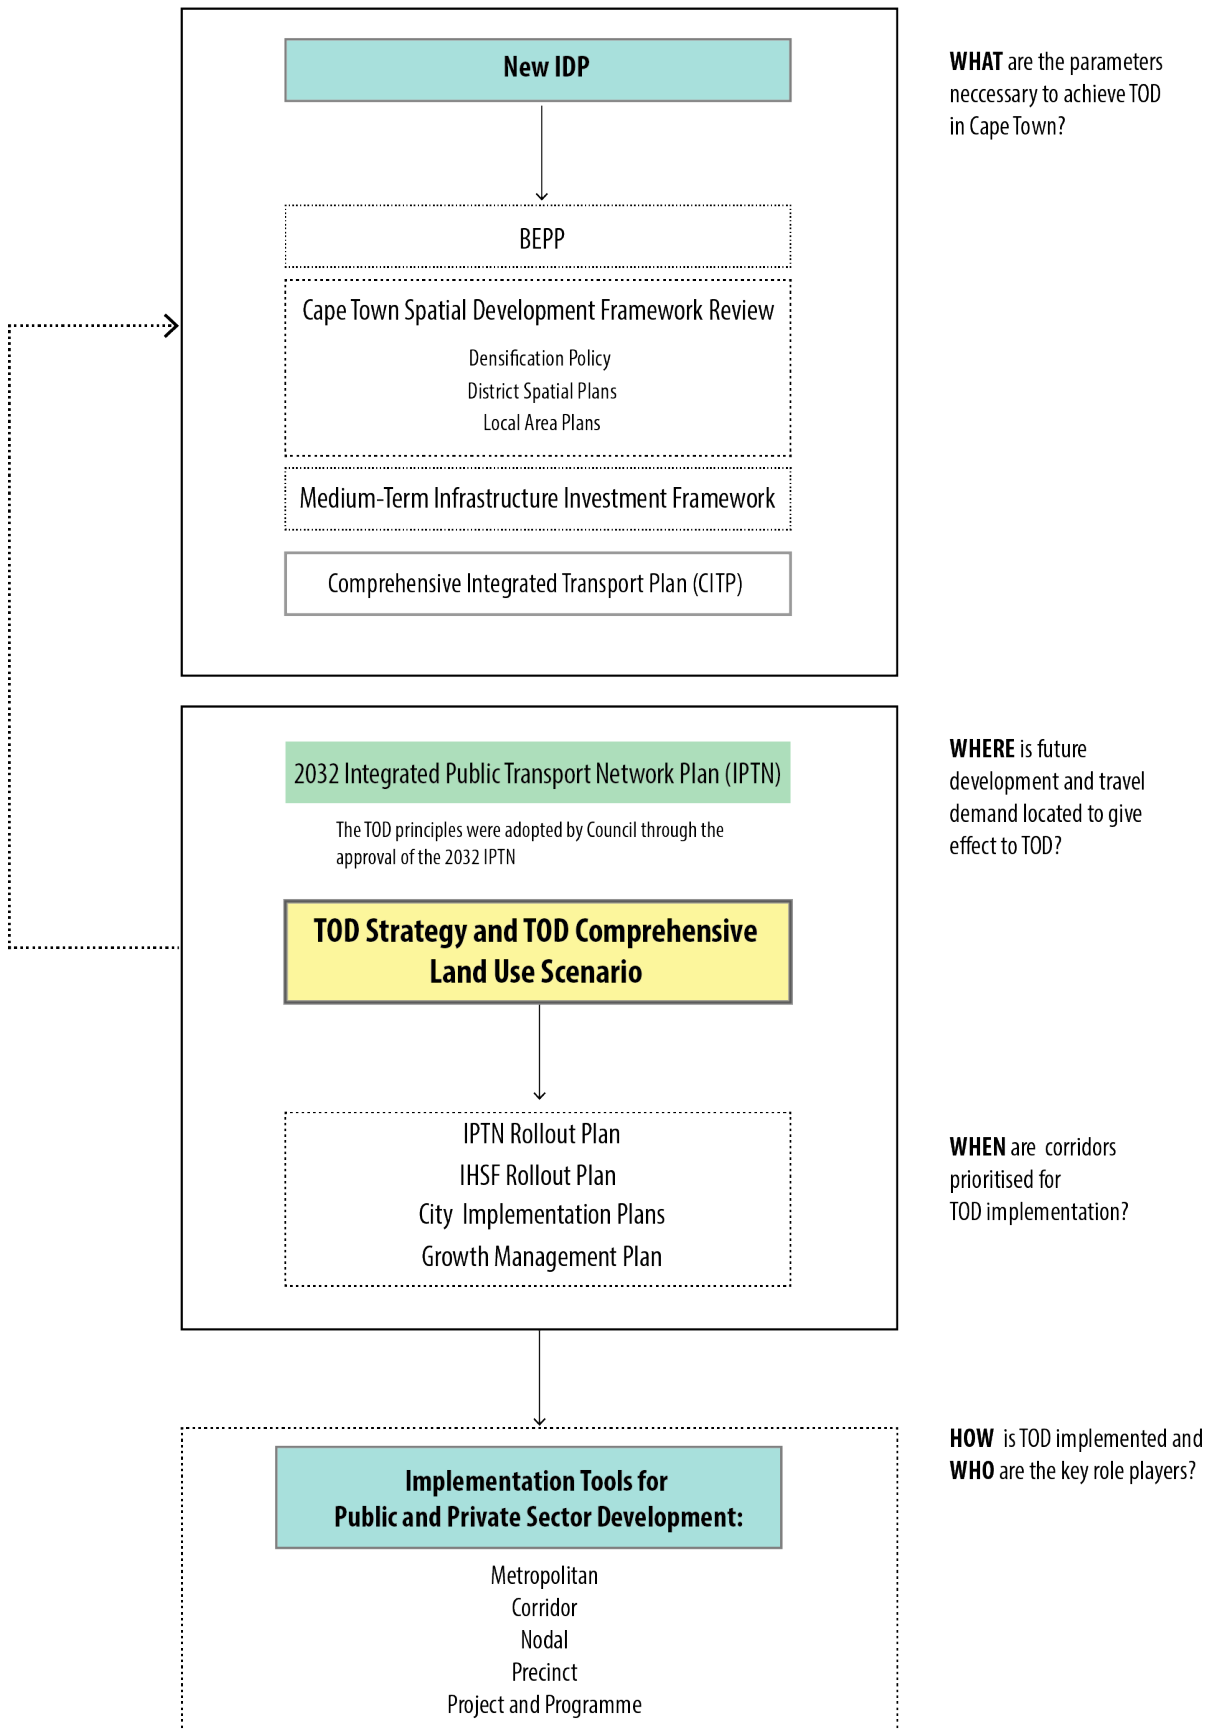 New IDP
WHAT are the parameters
neccessary to achieve TOD
in Cape Town?
BEPP
Cape Town Spatial Development Framework Review
Densification Policy
District Spatial Plans
Local Area Plans
Medium-Term Infrastructure Investment Framework
Comprehensive Integrated Transport Plan (CITP)
2032 Integrated Public Transport Network Plan (IPTN)
The TOD principles were adopted by Council through the
approval of the 2032 IPTN
WHERE is future
development and travel
demand located to give
effect to TOD?
TOD Strategy and TOD Comprehensive
Land Use Scenario
IPTN Rollout Plan
IHSF Rollout Plan
City Implementation Plans
Growth Management Plan
WHEN are corridors
prioritised for
TOD implementation?
HOW is TOD implemented and
WHO are the key role players?
Implementation Tools for
Public and Private Sector Development:
Metropolitan
Corridor
Nodal
Precinct
Project and Programme